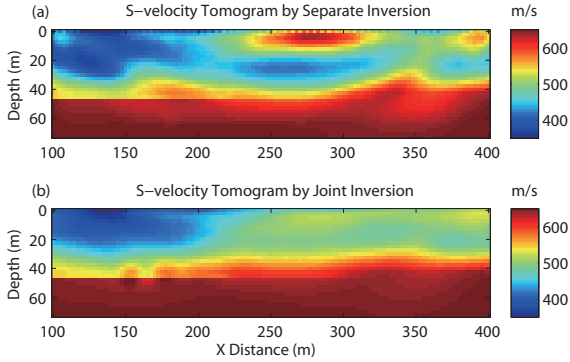 (a) S−velocity Tomogram by Separate Inversion m/s
0
20
40
60
Depth (m)
100 150 200 250 300 350 400
600
500
400
(b) S−velocity Tomogram by Joint Inversion m/s
0
20
40
60
Depth (m)
100 150 200 250 300 350 400
X Distance (m)
600
500
400